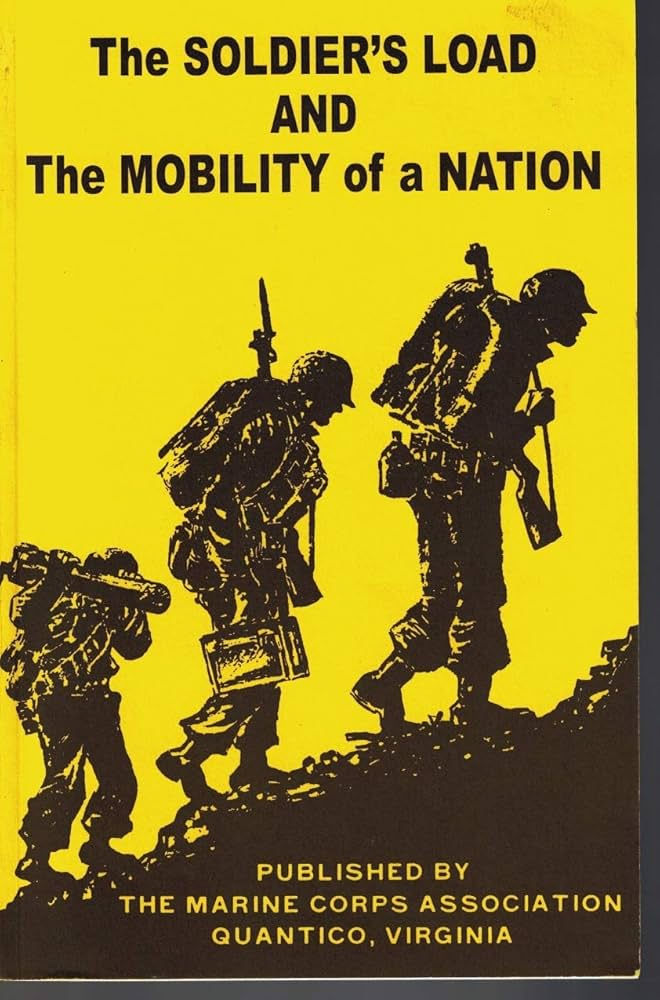 The SOLDIER'S LOAD
AND
The MOBILITY of a NATION
PUBLISHED BY
THE MARINE CORPS ASSOCIATION
QUANTICO, VIRGINIA